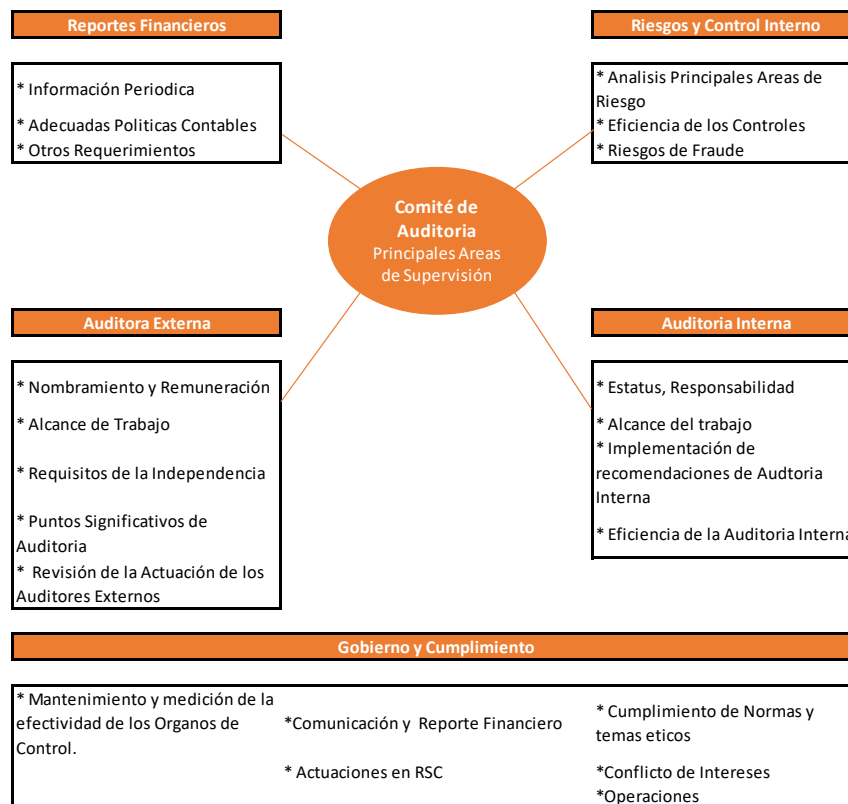 Reportes Financieros
* Información Periodica
* Adecuadas Politicas Contables
* Otros Requerimientos
Riesgos y Control Interno
* Analisis Principales Areas de
Riesgo
* Eficiencia de los Controles
* Riesgos de Fraude
Comité de
Auditoria
Principales Areas
de Supervisión
Auditora Externa
* Nombramiento y Remuneración
* Alcance de Trabajo
* Requisitos de la Independencia
* Puntos Significativos de
Auditoria
*  Revisión de la Actuación de los
Auditores Externos
Auditoria Interna
* Estatus, Responsabilidad
* Alcance del trabajo
* Implementación de
recomendaciones de Audtoria
Interna
* Eficiencia de la Auditoria Interna
Gobierno y Cumplimiento
* Mantenimiento y medición de la
efectividad de los Organos de
Control.
*Comunicación y  Reporte Financiero
* Actuaciones en RSC
* Cumplimiento de Normas y
temas eticos
*Conflicto de Intereses
*Operaciones